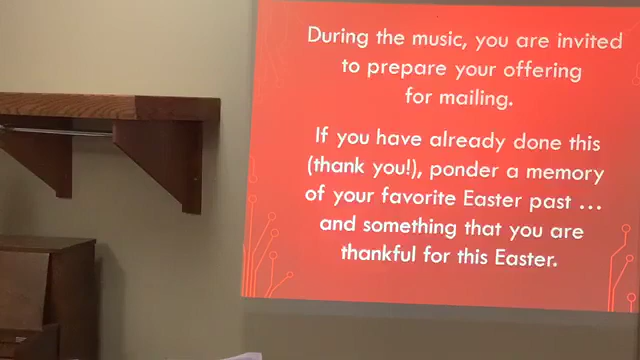 During the music, you are invited
to prepare your offering
for mailing.
If you have already done this
(thank you!), ponder a memory
of your favorite Easter past ...
and something that you are
thankful for this Easter.